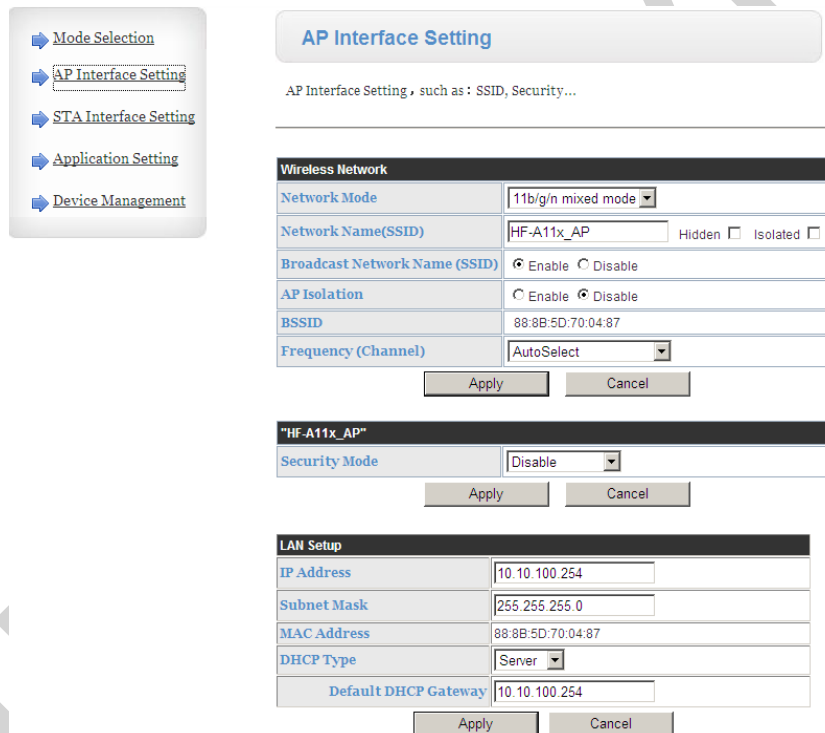 Mode Selection
AP Interface Setting
STA Interface Setting
Application Setting
Device Management
AP Interface Setting
AP Interface Setting，such as：SSID, Security...
Wireless Network
Network Mode 11b/g/n mixed mode
Network Name(SSID) HF-A11x_AP Hidden Isolated
Broadcast Network Name (SSID) Enable Disable
AP Isolation Enable Disable
BSSID 88:8B:5D:70:04:87
Frequency (Channel) AutoSelect
Apply Cancel
"HF-A11x_AP"
Security Mode Disable
Apply Cancel
LAN Setup
IP Address 10.10.100.254
Subnet Mask 255.255.255.0
MAC Address 88:8B:5D:70:04:87
DHCP Type Server
Default DHCP Gateway 10.10.100.254
Apply Cancel